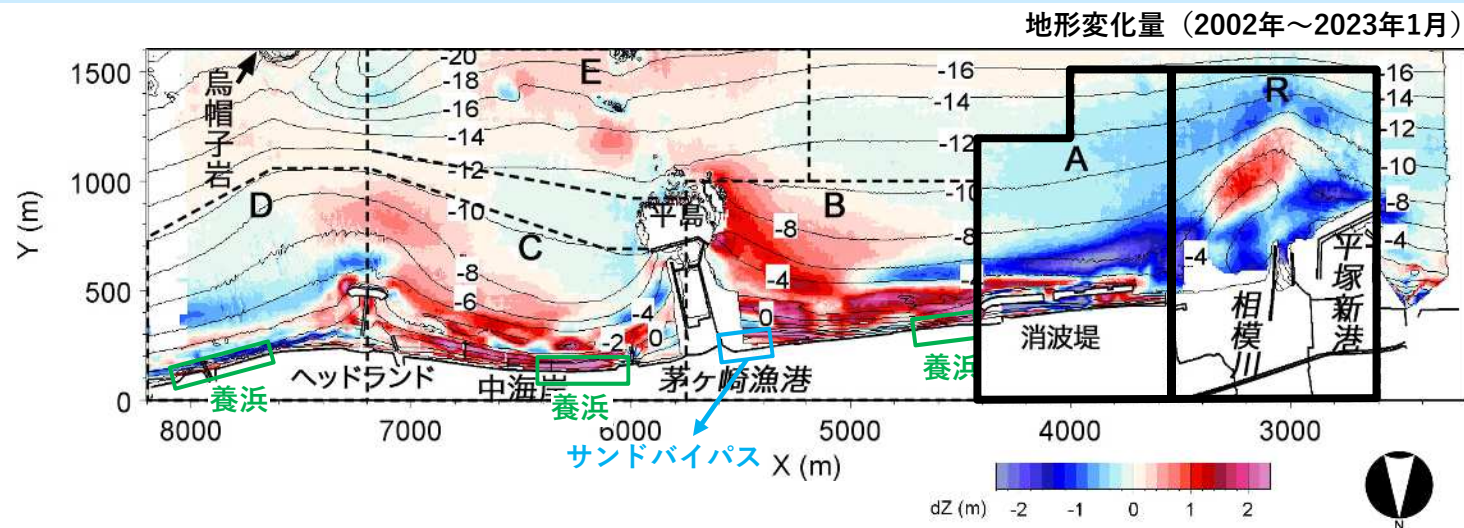 地形変化量（2002年～2023年1月）
Y (m)
1500
1000
500
0
烏帽子岩
-20
-18
-16
-14
-12
-10
-8
-6
-4
-2
0
E
D
C
平島
B
-8
-4
0
-16
-14
-12
-10
-8
A
R
-4
-16
-14
-12
-10
-8
-4
養浜
ヘッドランド
中海岸
養浜
茅ヶ崎漁港
養浜
消波堤
相模川
平塚新港
8000
7000
6000
5000
4000
3000
サンドバイパス
X (m)
dZ (m)
-2
-1
0
1
2
N